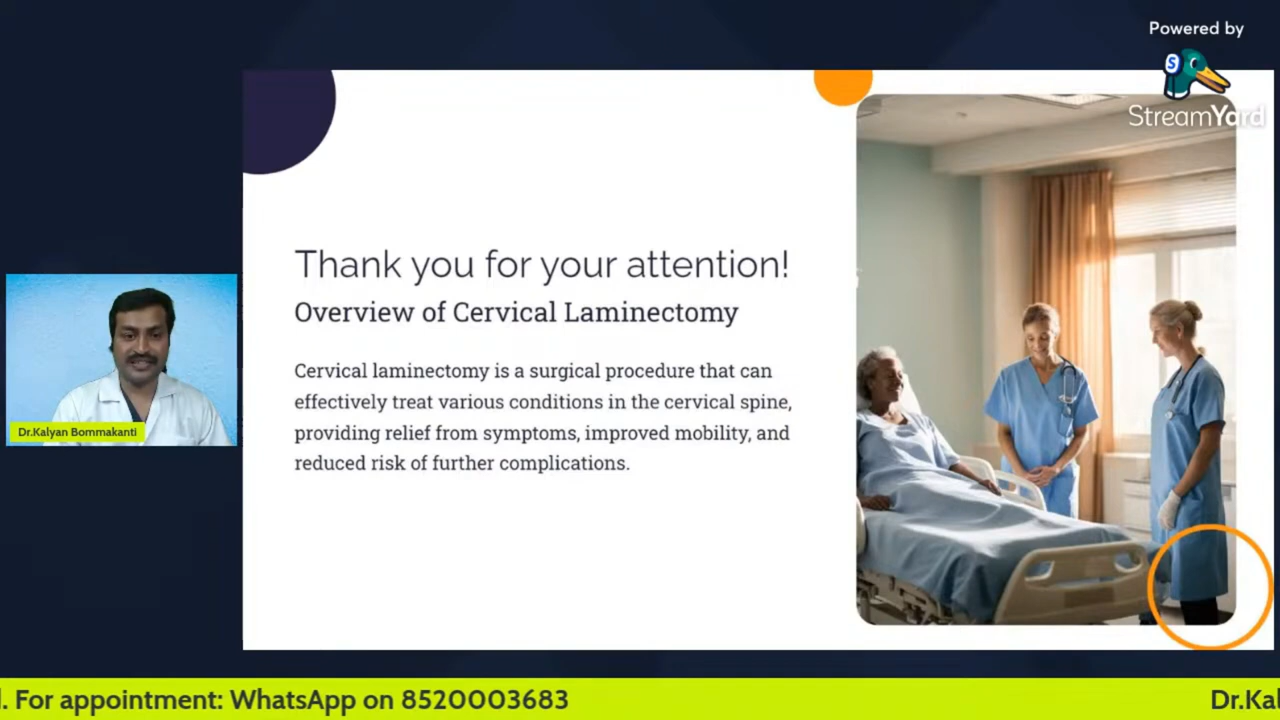 Powered by
StreamYard
Thank you for your attention!
Overview of Cervical Laminectomy
Cervical laminectomy is a surgical procedure that can
effectively treat various conditions in the cervical spine,
providing relief from symptoms, improved mobility, and
reduced risk of further complications.
Dr.Kalyan Bommakanti
. For appointment: WhatsApp on 8520003683
Dr.Kal